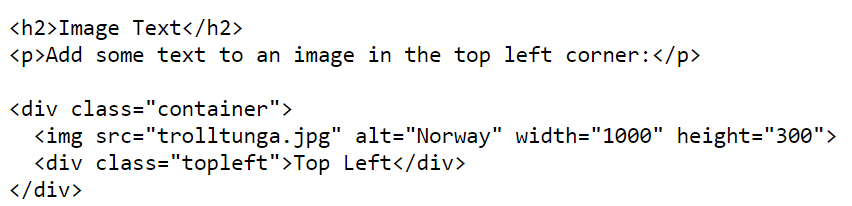 <h2>Image Text</h2>
<p>Add some text to an image in the top left corner:</p>

<div class="container">
  <img src="trolltunga.jpg" alt="Norway" width="1000" height="300">
  <div class="topleft">Top Left</div>
</div>